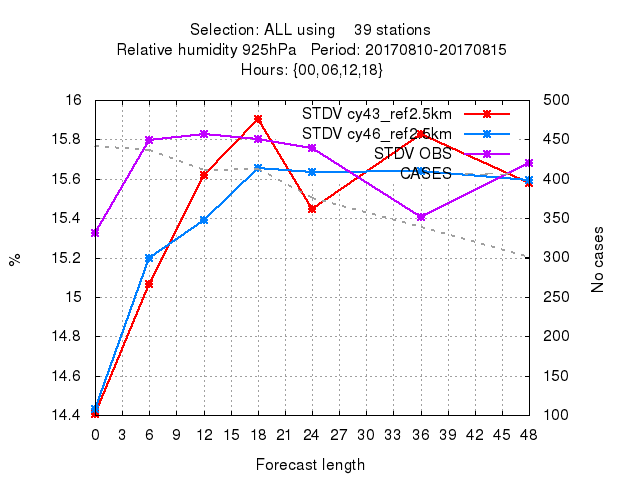 Selection: ALL using    39 stations
Relative humidity 925hPa   Period: 20170810-20170815
Hours: {00,06,12,18}
STDV cy43_ref2.5km
STDV cy46_ref2.5km
STDV OBS
CASES
16
15.8
15.6
15.4
15.2
15
14.8
14.6
14.4
500
450
400
350
300
250
200
150
100
%
No cases
0 3 6 9 12 15 18 21 24 27 30 33 36 39 42 45 48
Forecast length